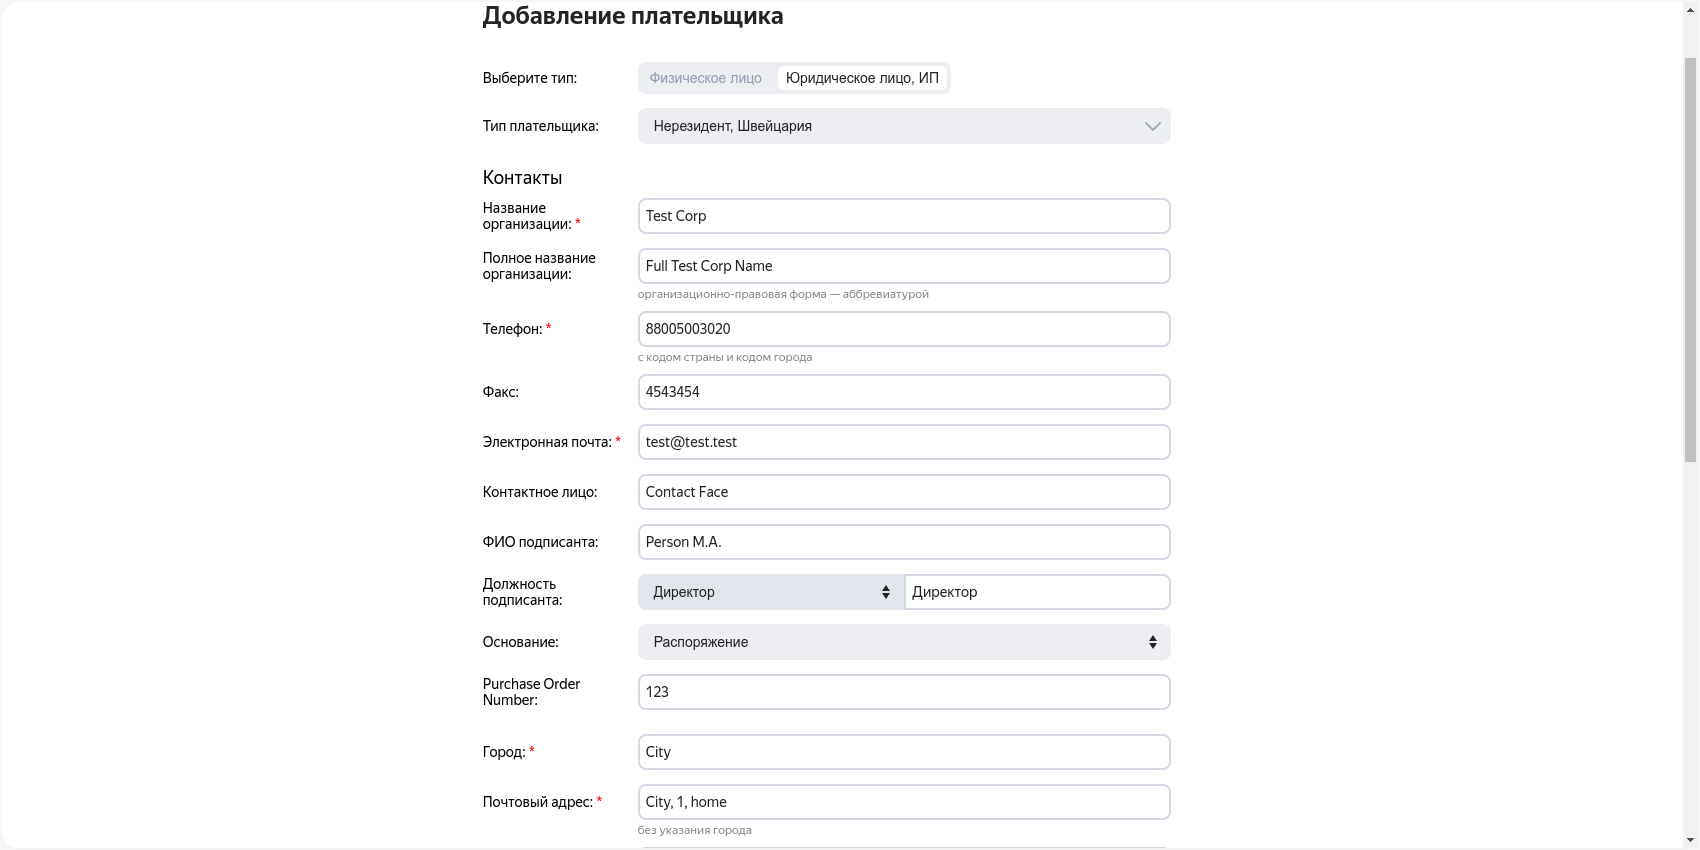 Добавление плательщика
Выберите тип:
Физическое лицо
Юридическое лицо, ИП
Тип плательщика:
Нерезидент, Швейцария
Контакты
Название
организации: *
Test Corp
Полное название
организации:
Full Test Corp Name
организационно-правовая форма — аббревиатурой
Телефон: *
88005003020
с кодом страны и кодом города
Факс:
4543454
Электронная почта: *
test@test.test
Контактное лицо:
Contact Face
ФИО подписанта:
Person M.A.
Должность
подписанта:
Директор
Директор
Основание:
Распоряжение
Purchase Order
Number:
123
Город: *
City
Почтовый адрес: *
City, 1, home
без указания города